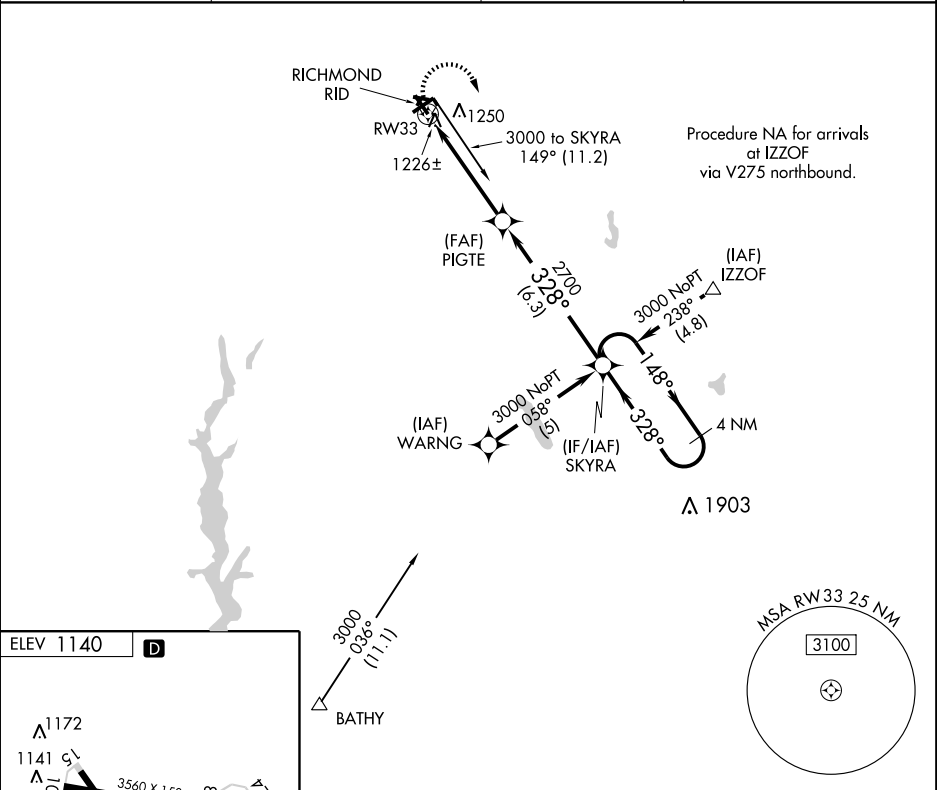 RICHMOND
RID
RW33
1250
1226±
3000 to SKYRA
149° (11.2)
Procedure NA for arrivals
at IZZOF
via V275 northbound.
(FAF)
PIGTE
2700
328°
(6.3)
(IAF)
IZZOF
3000 NoPT
238°
(4.8)
148°
328°
4 NM
3000 NoPT
058°
(5)
(IAF)
WARNG
(IF/IAF)
SKYRA
1903
3000
036°
(11.1)
BATHY
MSA RW33 25 NM
3100
ELEV 1140 D
1172
1141
15